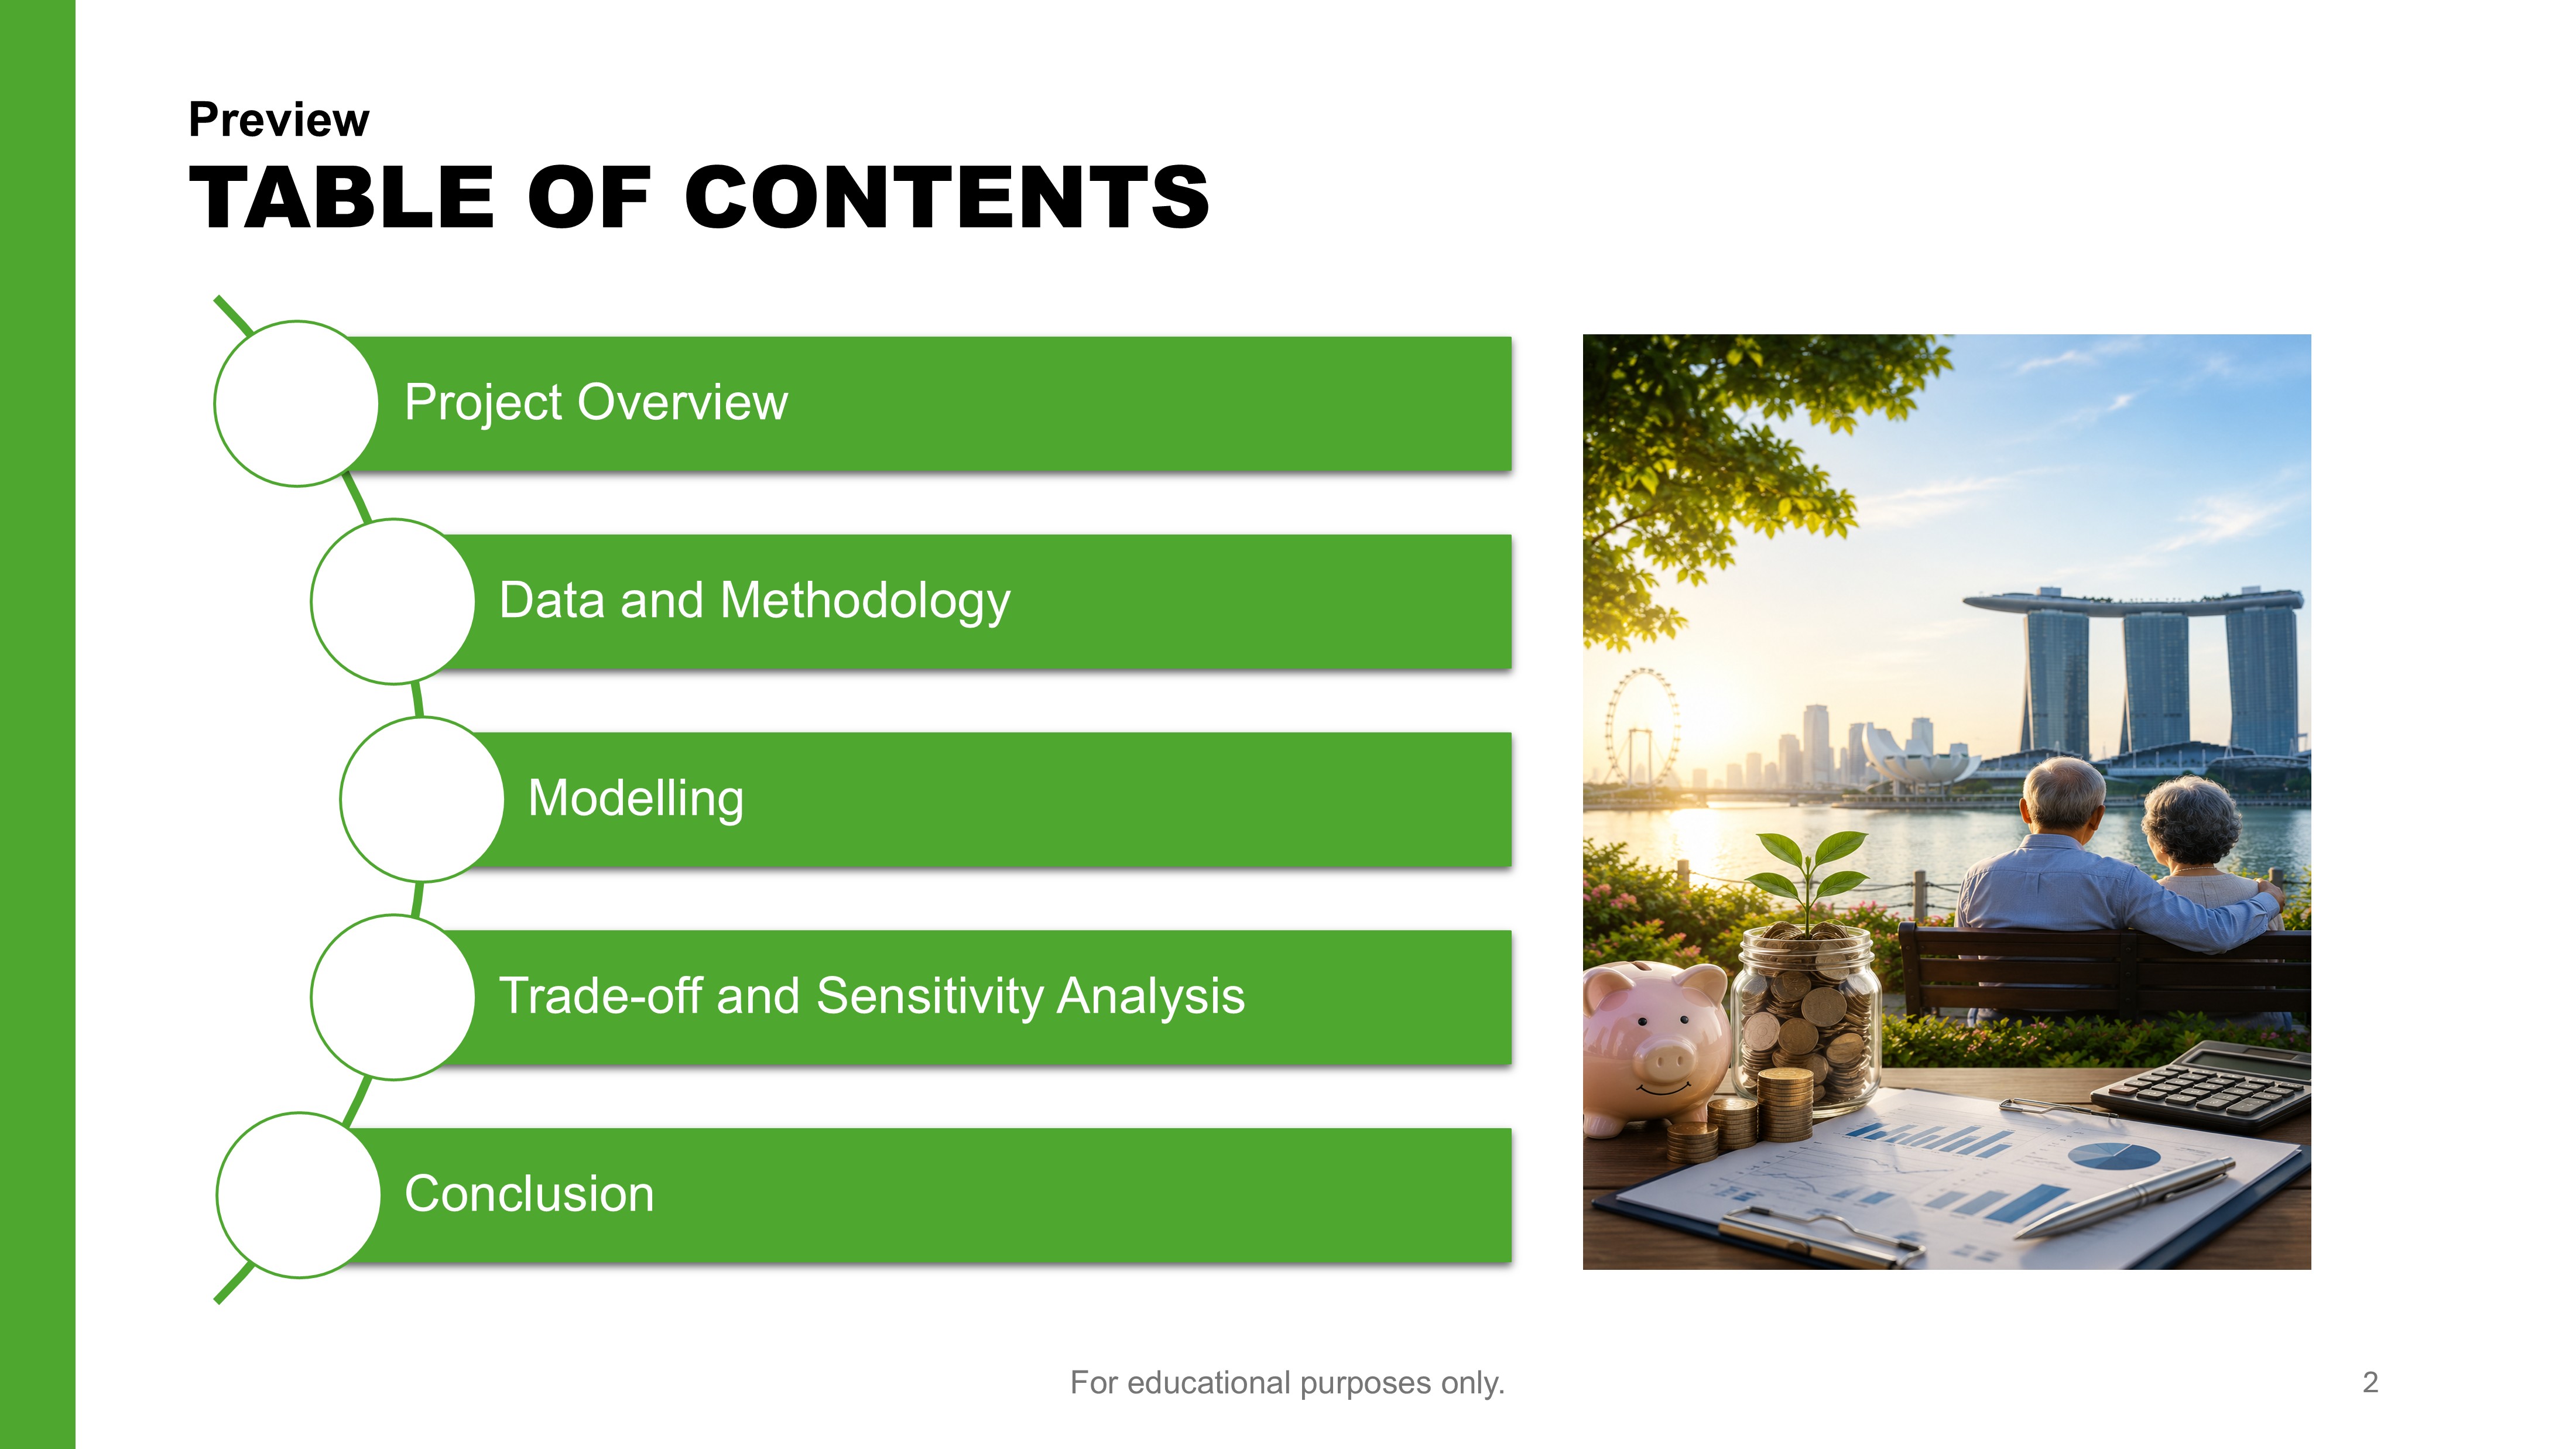 Preview
TABLE OF CONTENTS
Project Overview
Data and Methodology
Modelling
Trade-off and Sensitivity Analysis
Conclusion
For educational purposes only.
2